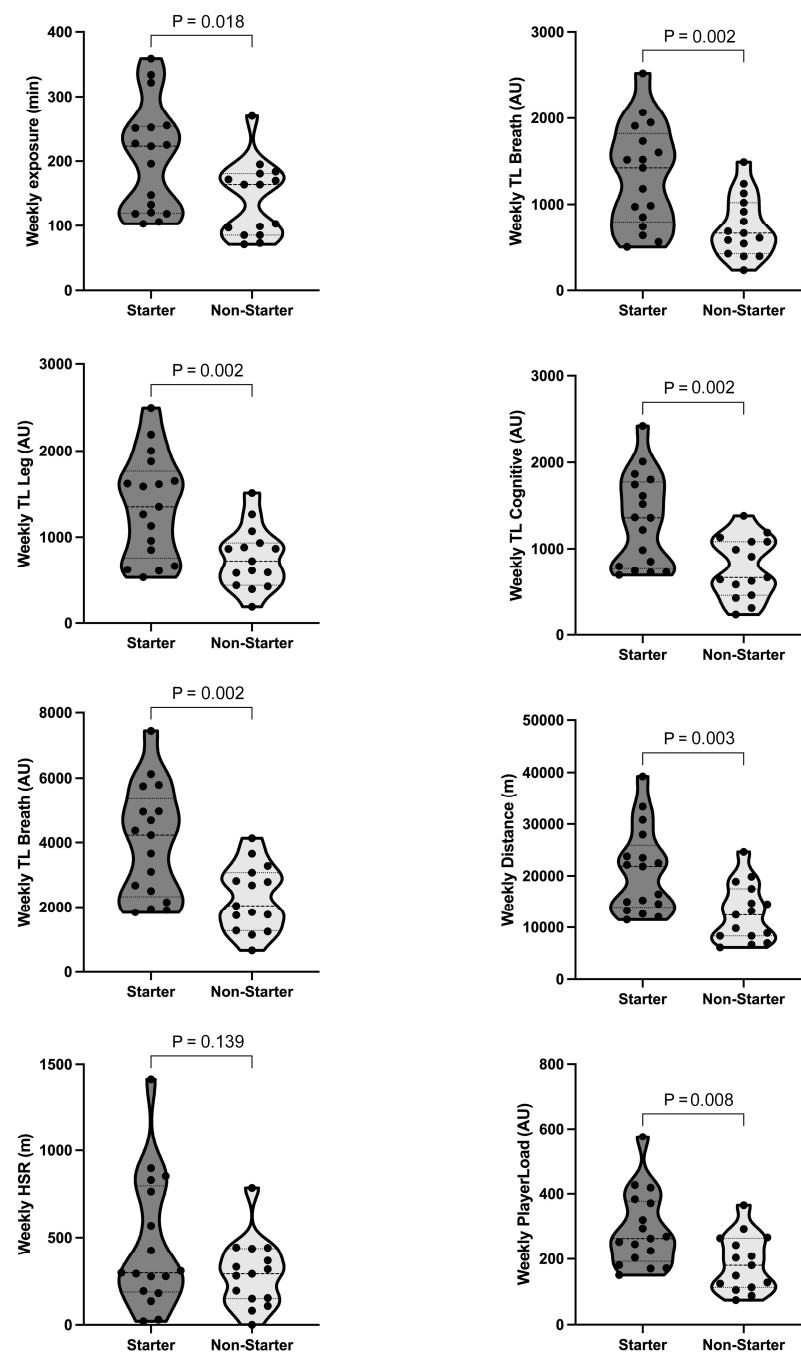 P = 0.018
Weekly exposure (min)
400
300
200
100
0
Starter Non-Starter
P = 0.002
Weekly TL Breath (AU)
3000
2000
1000
0
Starter Non-Starter
P = 0.002
Weekly TL Leg (AU)
3000
2000
1000
0
Starter Non-Starter
P = 0.002
Weekly TL Cognitive (AU)
3000
2000
1000
0
Starter Non-Starter
P = 0.002
Weekly TL Breath (AU)
8000
6000
4000
2000
0
Starter Non-Starter
P = 0.003
Weekly Distance (m)
50000
40000
30000
20000
10000
0
Starter Non-Starter
P = 0.139
Weekly HSR (m)
1500
1000
500
0
Starter Non-Starter
P = 0.008
Weekly PlayerLoad (AU)
800
600
400
200
0
Starter Non-Starter